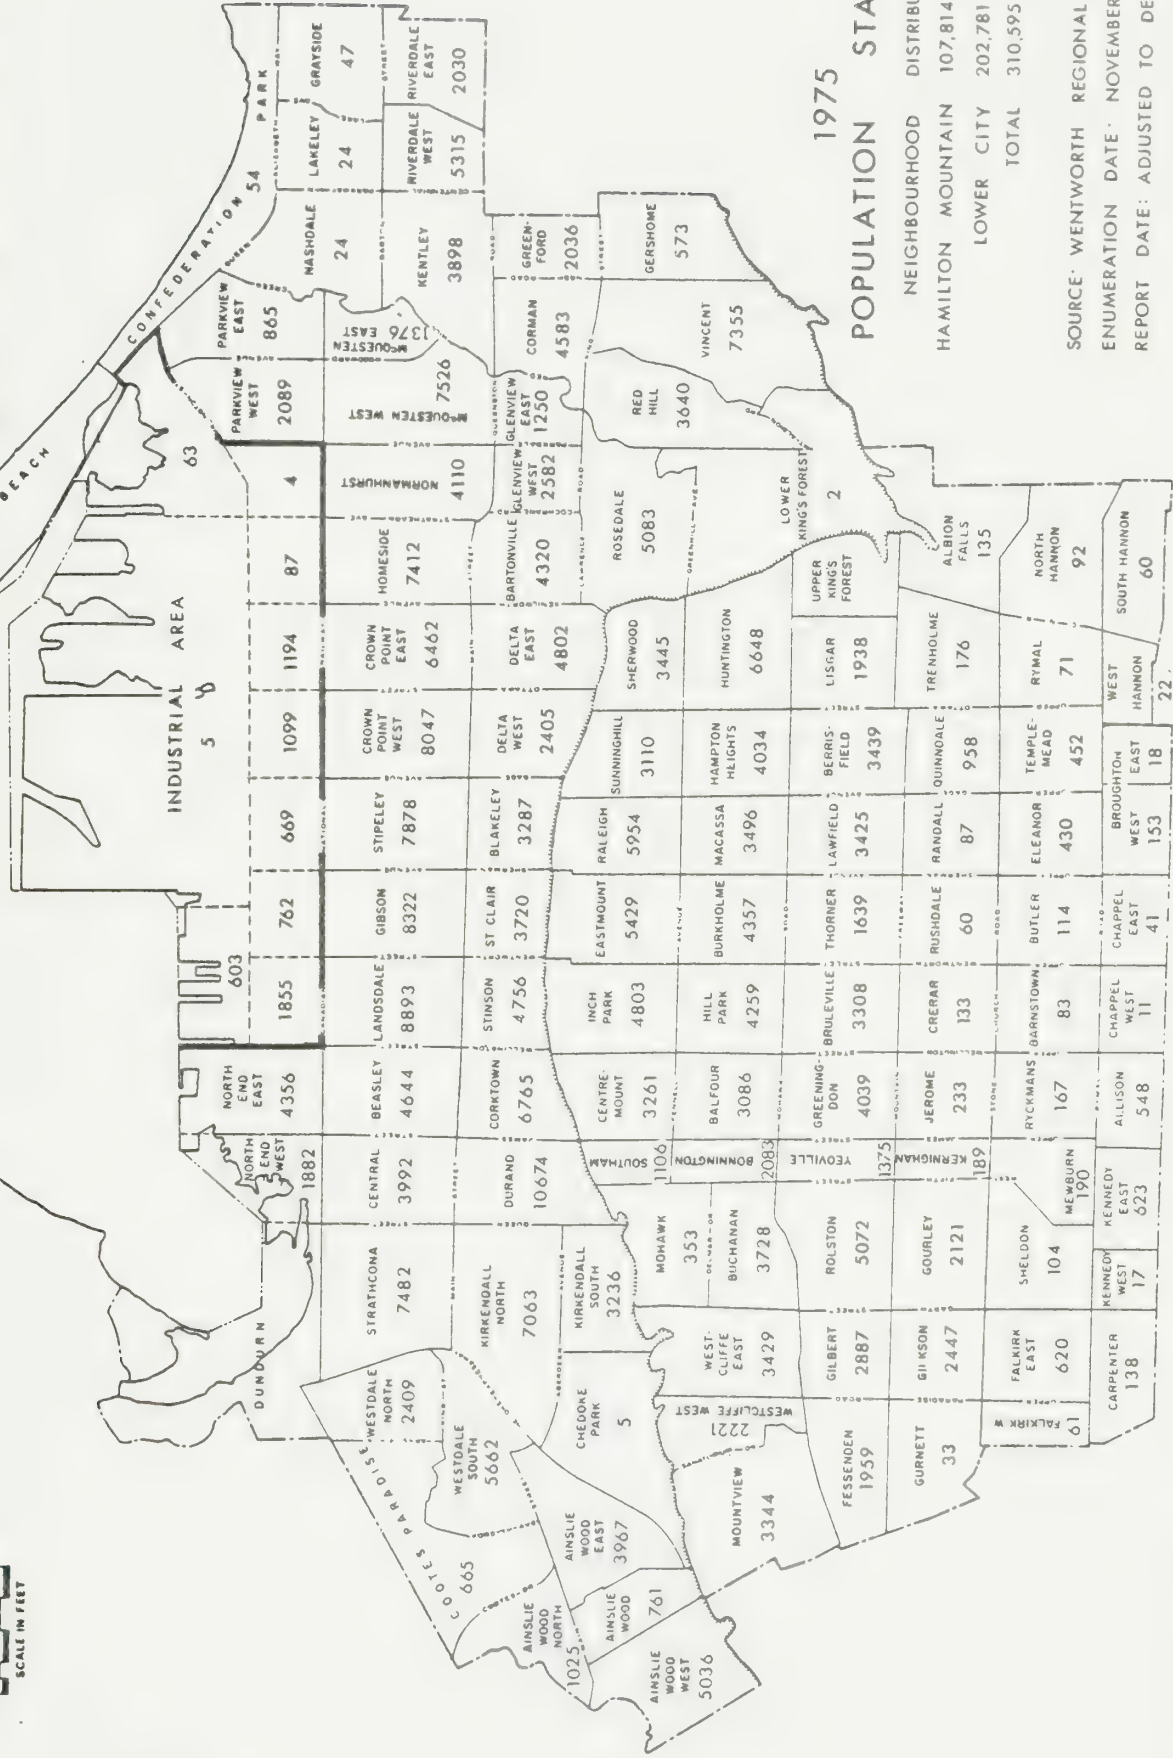 SCALE IN FEET
BEACH
CONFEDERATION
PARK
54
INDUSTRIAL AREA
5
63
603
1855
762
669
1099
1194
87
4
DUNDURN
NORTH
END
WEST
1882
NORTH
END
EAST
4356
PARKVIEW
WEST
2089
PARKVIEW
EAST
865
NASHDALE
24
LAKELEY
24
GRAYSIDE
47
COOTES PARADISE
665
WESTDALE
NORTH
2409
WESTDALE
SOUTH
5662
STRATHCONA
7482
CENTRAL
3992
BEASLEY
4644
LANDSDALE
8893
GIBSON
8322
STIPELEY
7878
CROWN
POINT
WEST
8047
CROWN
POINT
EAST
6462
HOMESIDE
7412
NORMANHURST
4110
McQUESTEN WEST
7526
McQUESTEN EAST
1376
KENTLEY
3898
RIVERDALE
WEST
5315
RIVERDALE
EAST
2030
AINSLIE
WOOD
NORTH
1025
AINSLIE
WOOD
EAST
3967
AINSLIE
WOOD
761
AINSLIE
WOOD
WEST
5036
KIRKENDALL
NORTH
7063
KIRKENDALL
SOUTH
3236
CHEDOKE
PARK
5
DURAND
10674
CORKTOWN
6765
STINSON
4756
ST CLAIR
3720
BLAKELEY
3287
DELTA
WEST
2405
DELTA
EAST
4802
BARTONVILLE
4320
GLENVIEW
WEST
2582
GLENVIEW
EAST
1250
CORMAN
4583
GREEN-
FORD
2036
ROSEDALE
5083
RED
HILL
3640
VINCENT
7355
GERSHOME
573
MOHAWK
353
SOUTHAM
1106
CENTRE-
MOUNT
3261
INCH
PARK
4803
EASTMOUNT
5429
RALEIGH
5954
SUNNINGHILL
3110
SHERWOOD
3445
MOUNTVIEW
3344
WESTCLIFFE WEST
2221
WEST-
CLIFFE
EAST
3429
BUCHANAN
3728
BONNINGTON
2083
BALFOUR
3086
HILL
PARK
4259
BURKHOLME
4357
MACASSA
3496
HAMPTON
HEIGHTS
4034
HUNTINGTON
6648
LOWER
KING'S FOREST
2
FESSENDEN
1959
GILBERT
2887
ROLSTON
5072
YEOVILLE
1375
GREENING-
DON
4039
BRULEVILLE
3308
THORNER
1639
LAWFIELD
3425
BERRIS-
FIELD
3439
LISGAR
1938
UPPER
KING'S
FOREST
GURNETT
33
GILKSON
2447
GOURLEY
2121
KERNIGHAN
189
JEROME
233
CRERAR
133
RUSHDALE
60
RANDALL
87
QUINNDALE
958
TRENHOLME
176
ALBION
FALLS
135
FALKIRK W
61
FALKIRK
EAST
620
SHELDON
104
MEWBURN
190
RYCKMANS
167
BARNSTOWN
83
BUTLER
114
ELEANOR
430
TEMPLE-
MEAD
452
RYMAL
71
NORTH
HANNON
92
CARPENTER
138
KENNEDY
WEST
17
KENNEDY
EAST
623
ALLISON
548
CHAPPEL
WEST
11
CHAPPEL
EAST
41
BROUGHTON
WEST
153
EAST
18
WEST
HANNON
22
SOUTH HANNON
60
1975
POPULATION STA
NEIGHBOURHOOD DISTRIBU
HAMILTON MOUNTAIN 107,814
LOWER CITY 202,781
TOTAL 310,595
SOURCE: WENTWORTH REGIONAL
ENUMERATION DATE: NOVEMBER
REPORT DATE: ADJUSTED TO DE